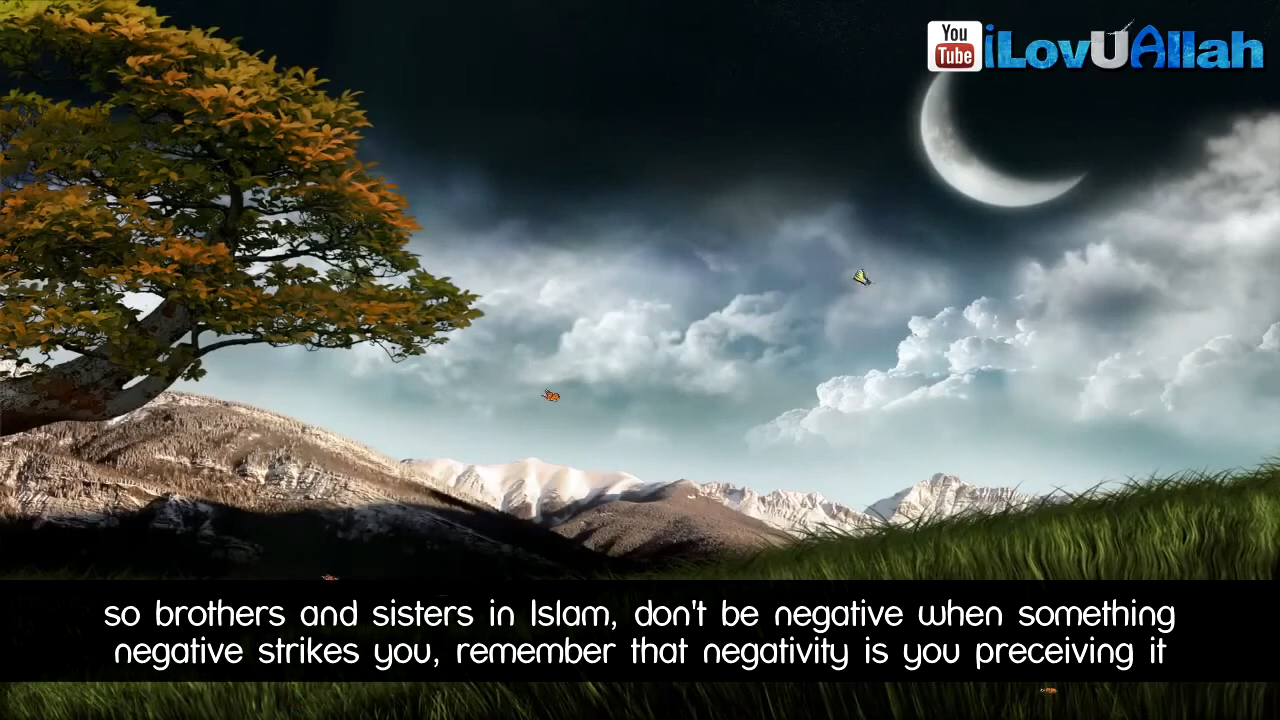 You
Tube
iLovUAllah
so brothers and sisters in Islam, don't be negative when something
negative strikes you, remember that negativity is you preceiving it